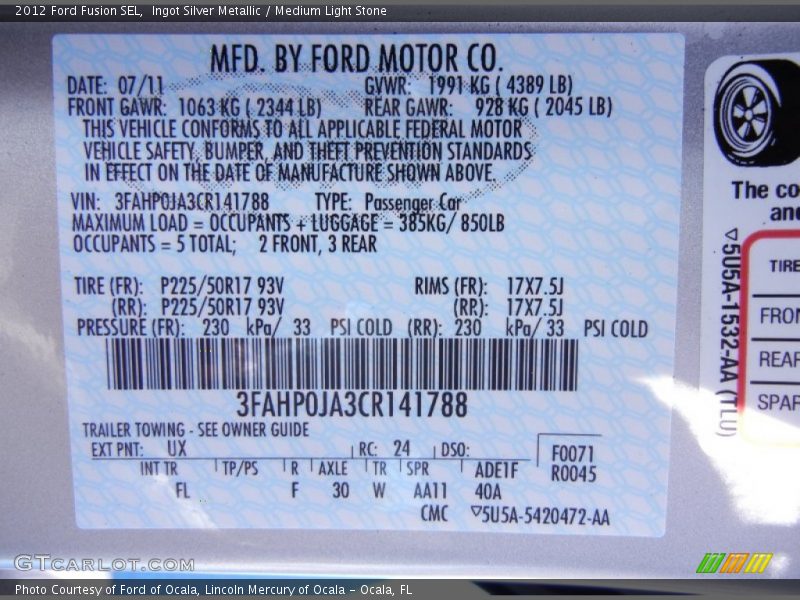 2012 Ford Fusion SEL, Ingot Silver Metallic / Medium Light Stone
MFD. BY FORD MOTOR CO.
DATE: 07/11 GVWR: 1991 KG ( 4389 LB)
FRONT GAWR: 1063 KG ( 2344 LB) REAR GAWR: 928 KG ( 2045 LB)
THIS VEHICLE CONFORMS TO ALL APPLICABLE FEDERAL MOTOR
VEHICLE SAFETY, BUMPER, AND THEFT PREVENTION STANDARDS
IN EFFECT ON THE DATE OF MANUFACTURE SHOWN ABOVE.
VIN: 3FAHP0JA3CR141788 TYPE: Passenger Car
MAXIMUM LOAD = OCCUPANTS + LUGGAGE = 385KG/ 850LB
OCCUPANTS = 5 TOTAL; 2 FRONT, 3 REAR
TIRE (FR): P225/50R17 93V RIMS (FR): 17X7.5J
(RR): P225/50R17 93V (RR): 17X7.5J
PRESSURE (FR): 230 kPa/ 33 PSI COLD (RR): 230 kPa/ 33 PSI COLD
3FAHP0JA3CR141788
TRAILER TOWING - SEE OWNER GUIDE
EXT PNT: UX RC: 24 DSO: F0071
INT TR TP/PS R AXLE TR SPR ADE1F R0045
FL F 30 W AA11 40A
CMC ▽5U5A-5420472-AA
The co
and
▽5U5A-1532-AA (TLU)
TIRE
FRON
REAR
SPAR
GTCarLot.com
Photo Courtesy of Ford of Ocala, Lincoln Mercury of Ocala – Ocala, FL